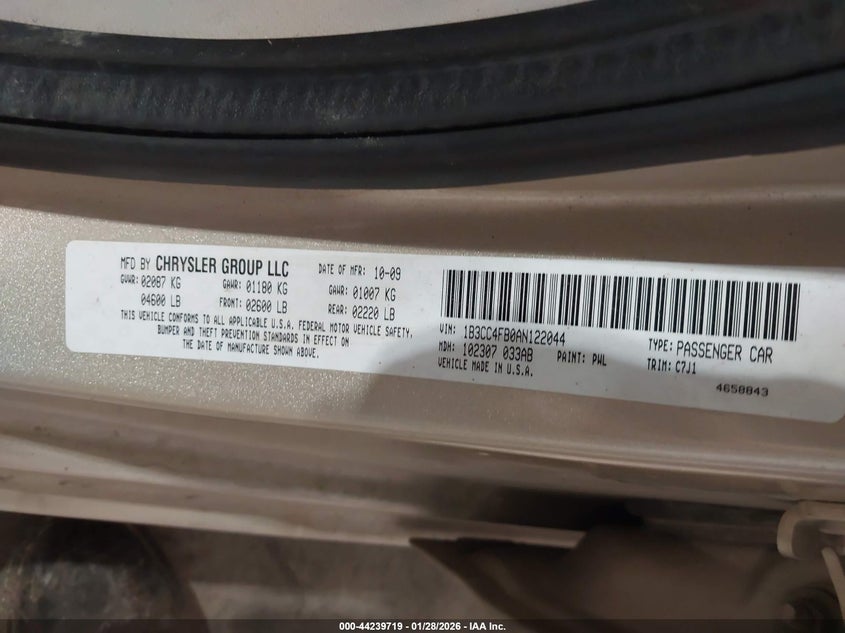 MFD BY CHRYSLER GROUP LLC DATE OF MFR: 10-09
GVWR: 02087 KG GAWR: 01180 KG GAWR: 01007 KG
04600 LB FRONT: 02600 LB REAR: 02220 LB
THIS VEHICLE CONFORMS TO ALL APPLICABLE U.S.A. FEDERAL MOTOR VEHICLE SAFETY,
BUMPER AND THEFT PREVENTION STANDARDS IN EFFECT ON
THE DATE OF MANUFACTURE SHOWN ABOVE.
VIN: 1B3CC4FB0AN122044 TYPE: PASSENGER CAR
MDH: 102307 033AB PAINT: PWL TRIM: C7J1
VEHICLE MADE IN U.S.A.
4658843
000-44239719 - 01/28/2026 - IAA Inc.